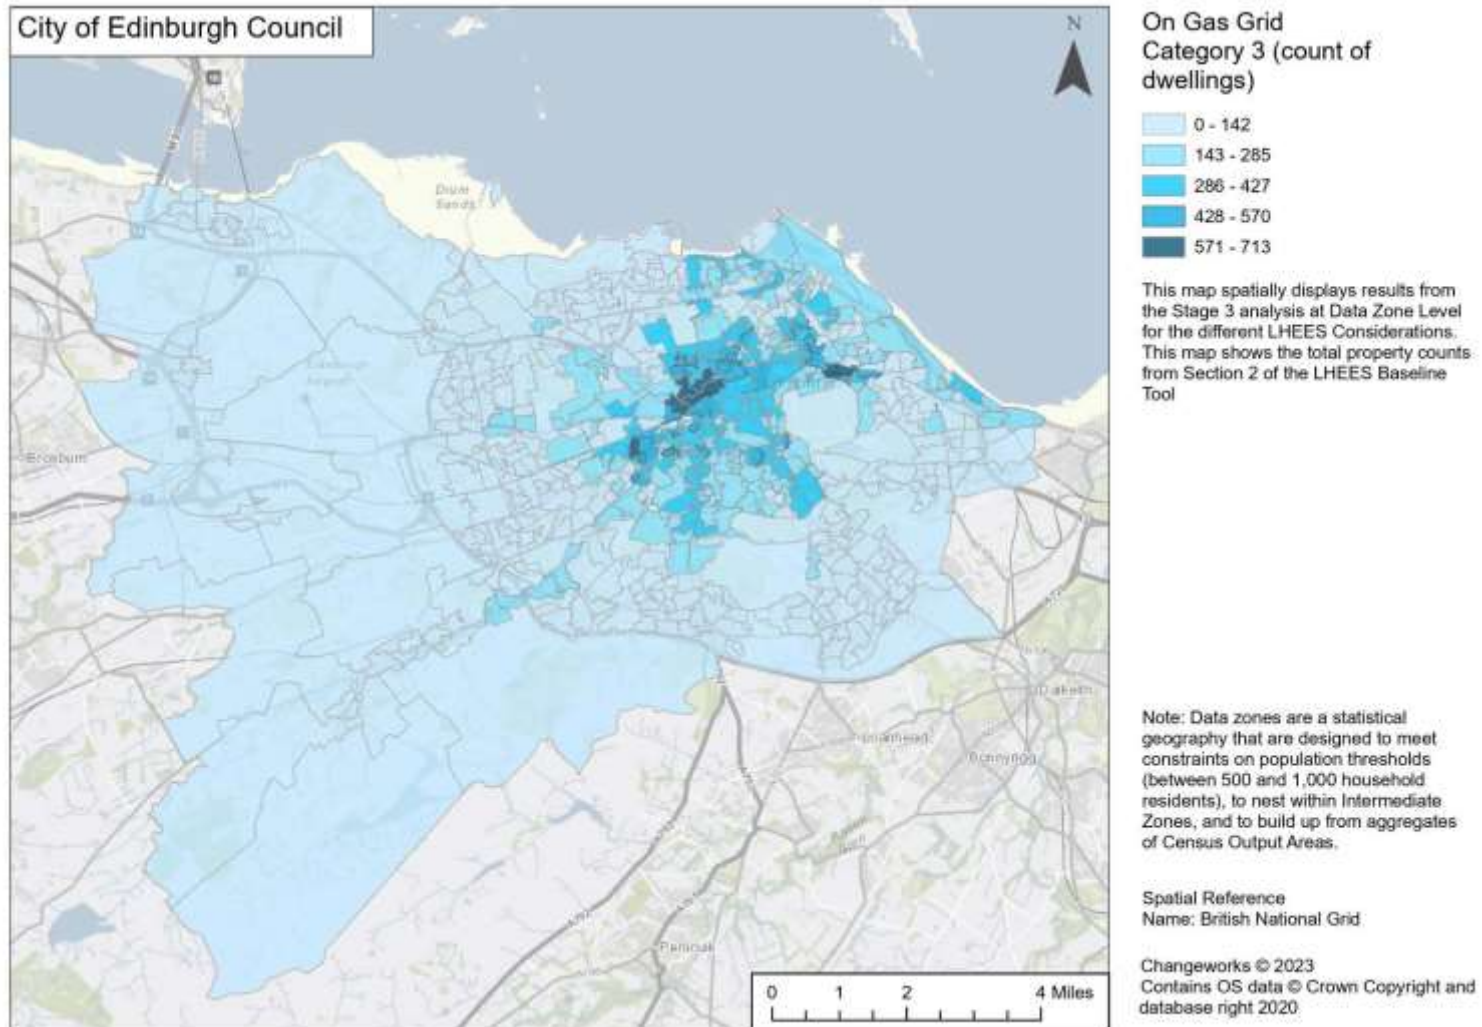 City of Edinburgh Council
N
On Gas Grid
Category 3 (count of
dwellings)
0 - 142
143 - 285
286 - 427
428 - 570
571 - 713
This map spatially displays results from
the Stage 3 analysis at Data Zone Level
for the different LHEES Considerations.
This map shows the total property counts
from Section 2 of the LHEES Baseline
Tool
Drum
Sands
Broxburn
Dalkeith
Loanhead
Bonnyrigg
Penicuik
Note: Data zones are a statistical
geography that are designed to meet
constraints on population thresholds
(between 500 and 1,000 household
residents), to nest within Intermediate
Zones, and to build up from aggregates
of Census Output Areas.
Spatial Reference
Name: British National Grid
Changeworks © 2023
Contains OS data © Crown Copyright and
database right 2020
0 1 2 4 Miles